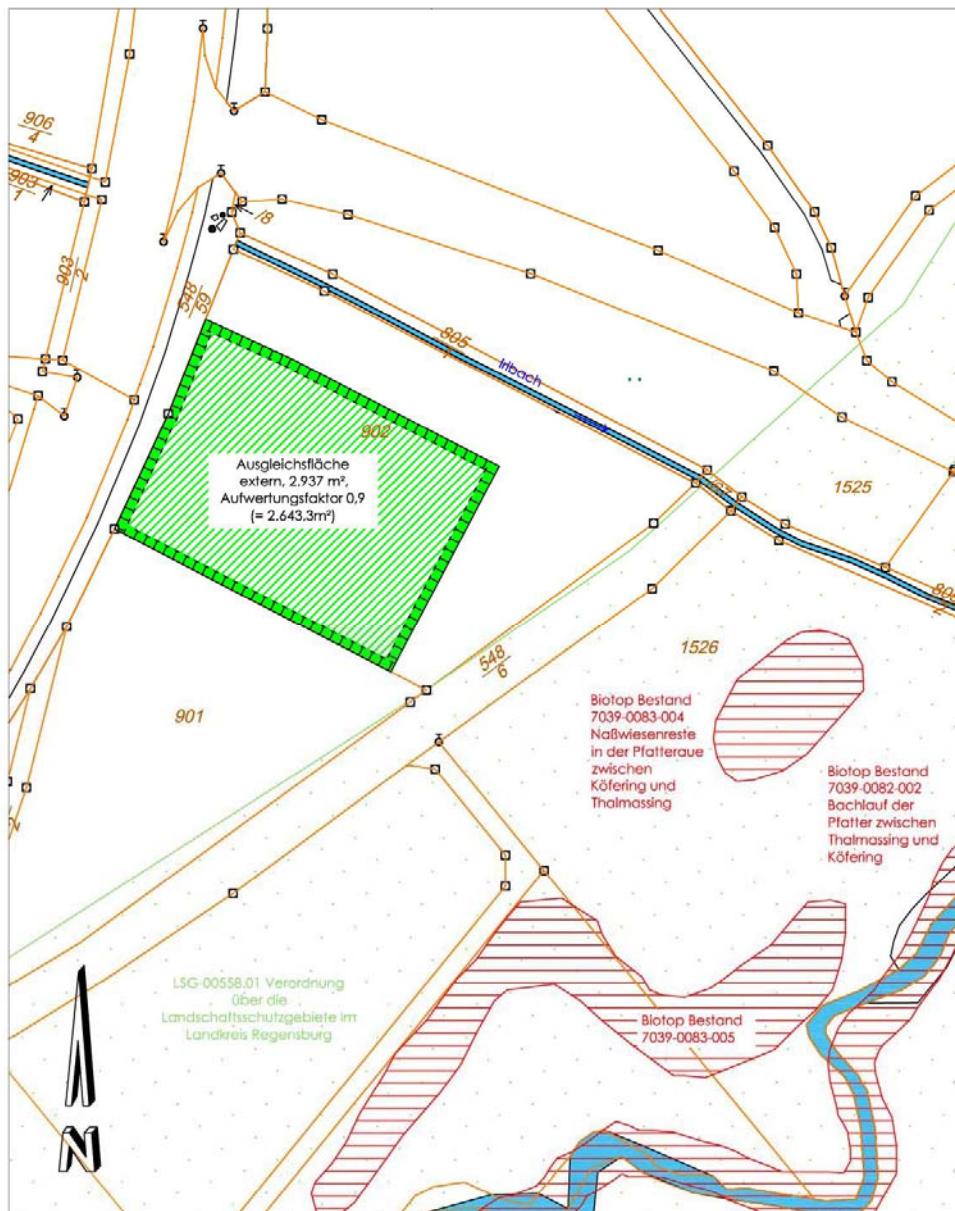 906
4
903
1
/8
903
2
548
59
805
Irlbach
902
Ausgleichsfläche
extern, 2.937 m²,
Aufwertungsfaktor 0,9
(= 2.643,3m²)
1525
548
6
1526
901
Biotop Bestand
7039-0083-004
Naßwiesenreste
in der Pfatteraue
zwischen
Köfering und
Thalmassing
Biotop Bestand
7039-0082-002
Bachlauf der
Pfatter zwischen
Thalmassing und
Köfering
2
LSG-00558.01 Verordnung
über die
Landschaftsschutzgebiete im
Landkreis Regensburg
Biotop Bestand
7039-0083-005
N